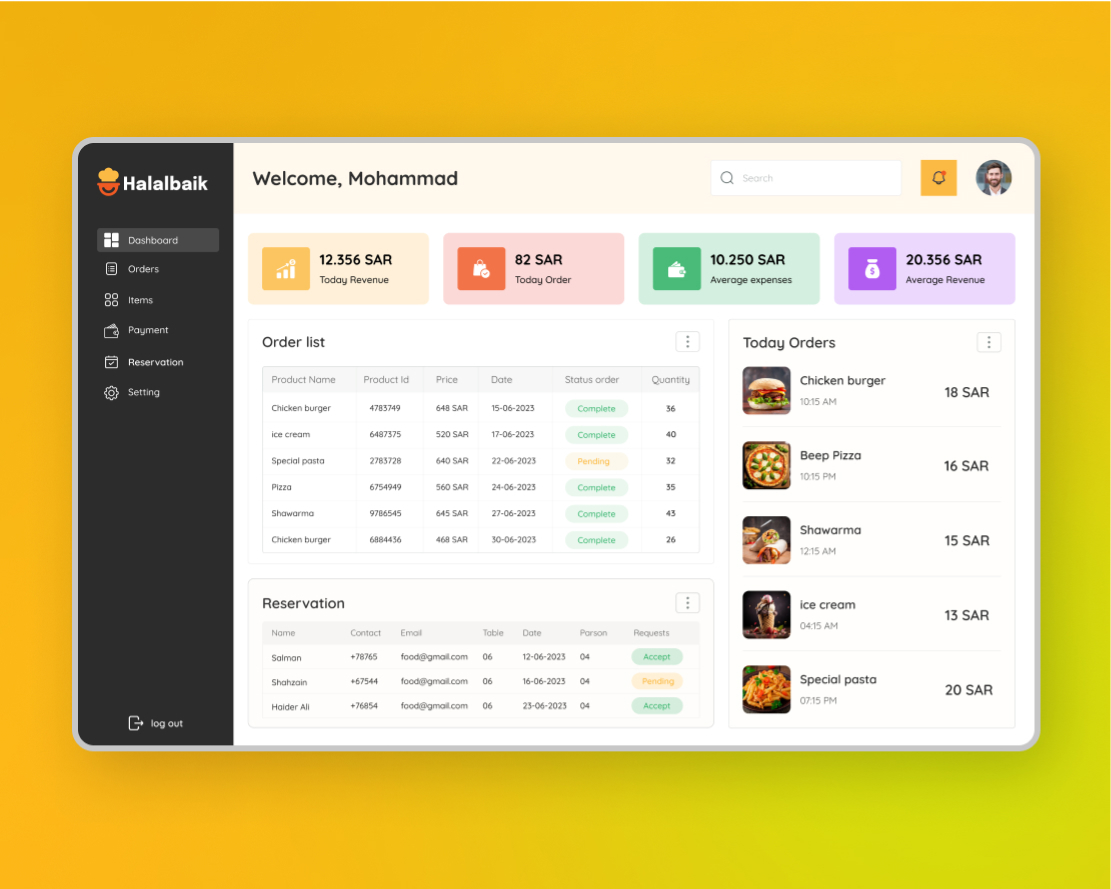 Halalbaik
Dashboard
Orders
Items
Payment
Reservation
Setting
log out
Welcome, Mohammad
Search
12.356 SAR
Today Revenue
82 SAR
Today Order
10.250 SAR
Average expenses
20.356 SAR
Average Revenue
Order list
Product Name Product Id Price Date Status order Quantity
Chicken burger 4783749 648 SAR 15-06-2023 Complete 36
ice cream 6487375 520 SAR 17-06-2023 Complete 40
Special pasta 2783728 640 SAR 22-06-2023 Pending 32
Pizza 6754949 560 SAR 24-06-2023 Complete 35
Shawarma 9786545 645 SAR 27-06-2023 Complete 43
Chicken burger 6884436 468 SAR 30-06-2023 Complete 26
Reservation
Name Contact Email Table Date Parson Requests
Salman +78765 food@gmail.com 06 12-06-2023 04 Accept
Shahzain +67544 food@gmail.com 06 16-06-2023 04 Pending
Haider Ali +76854 food@gmail.com 06 23-06-2023 04 Accept
Today Orders
Chicken burger
10:15 AM
18 SAR
Beep Pizza
10:15 PM
16 SAR
Shawarma
12:15 AM
15 SAR
ice cream
04:15 AM
13 SAR
Special pasta
07:15 PM
20 SAR